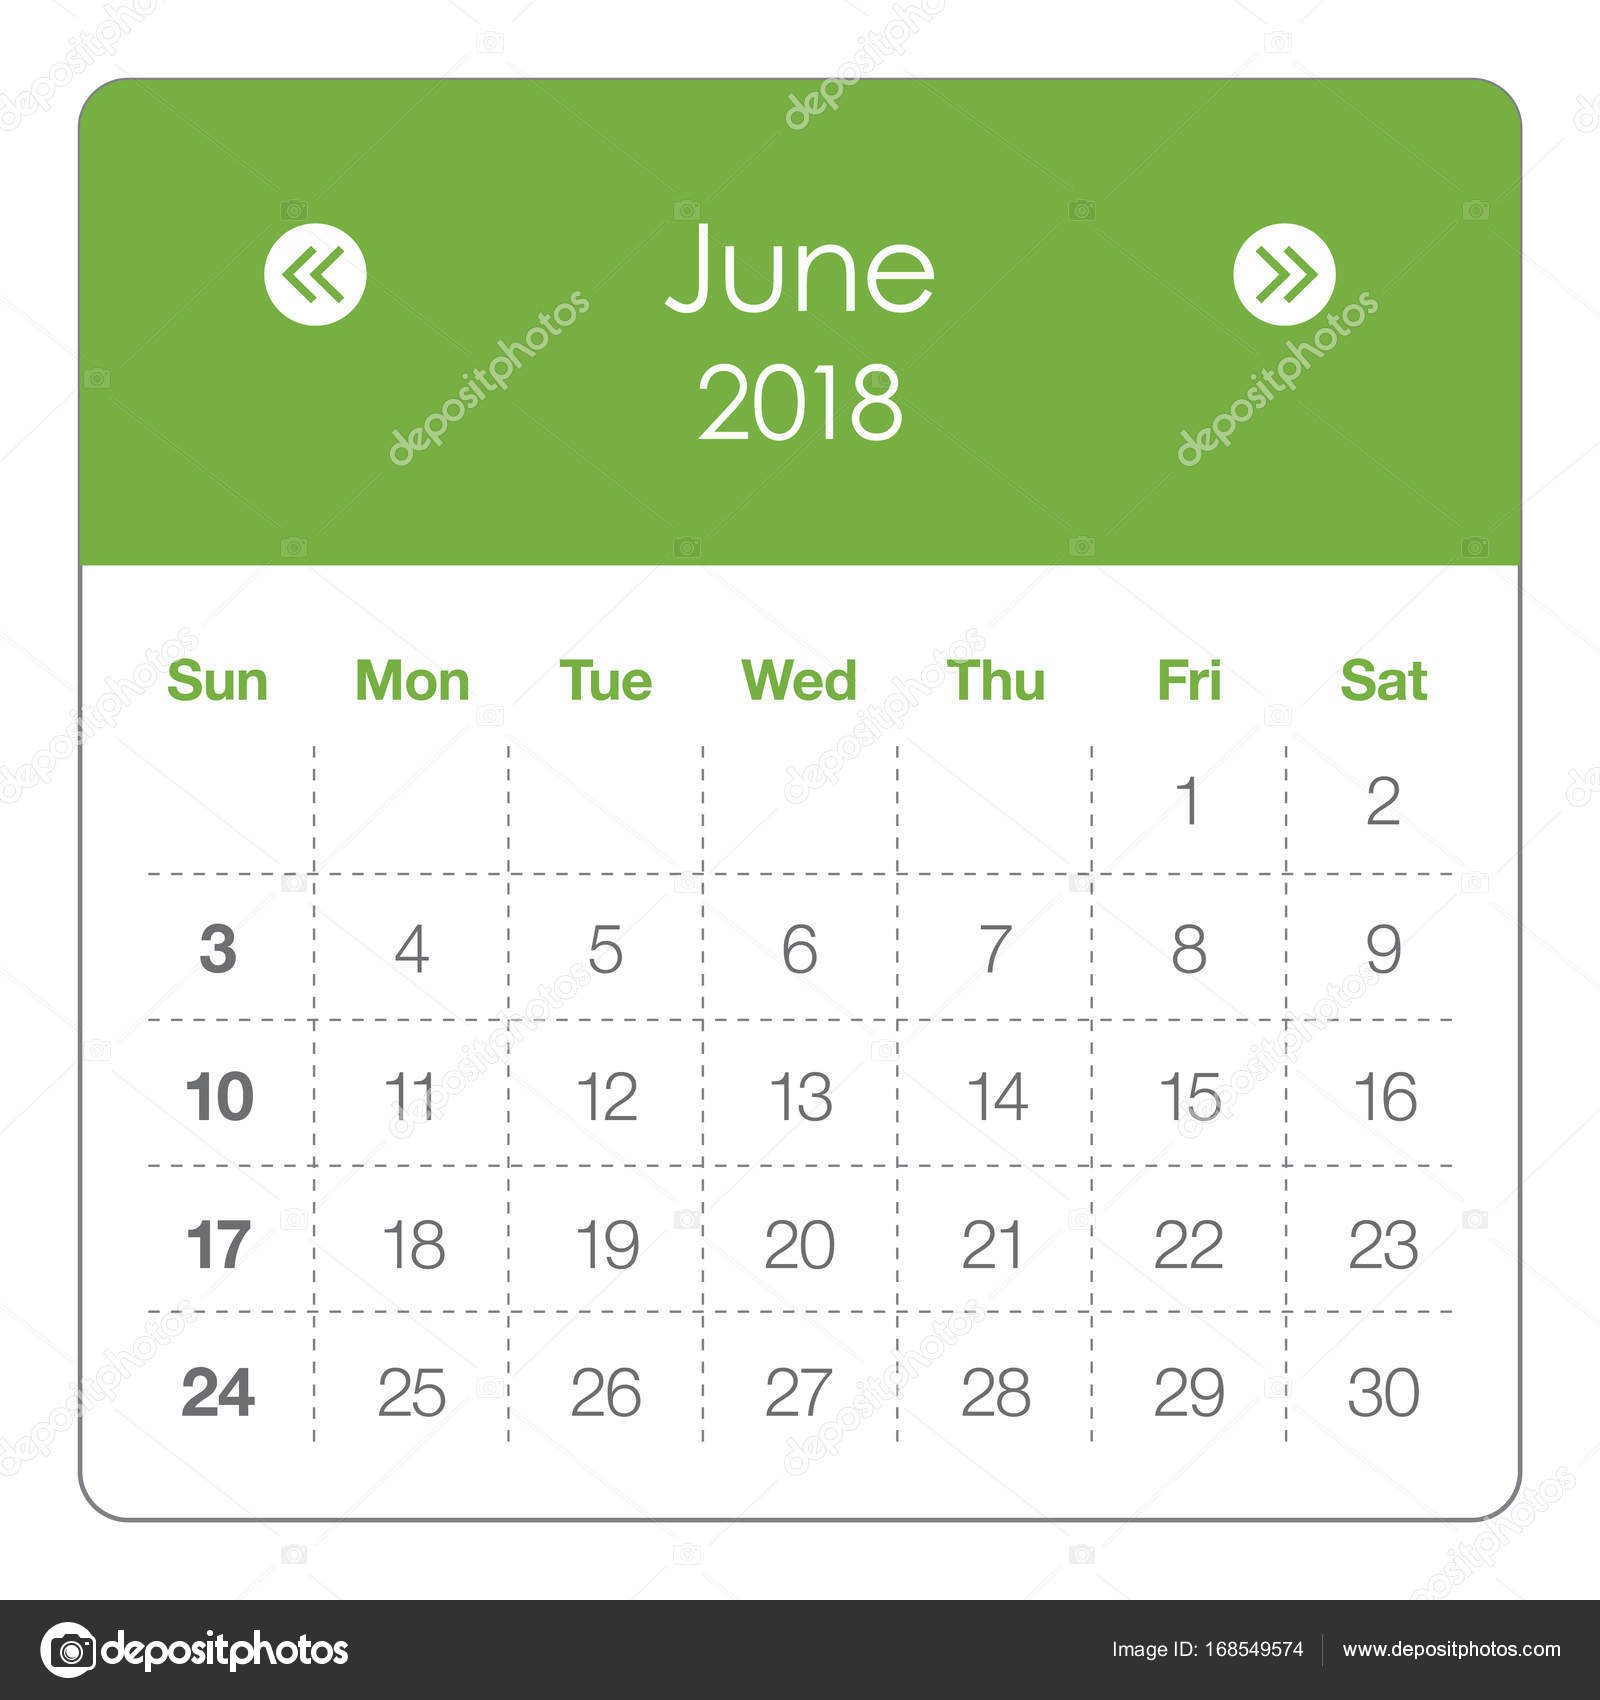 June
2018
Sun Mon Tue Wed Thu Fri Sat
1 2
3 4 5 6 7 8 9
10 11 12 13 14 15 16
17 18 19 20 21 22 23
24 25 26 27 28 29 30
depositphotos
Image ID: 168549574 www.depositphotos.com